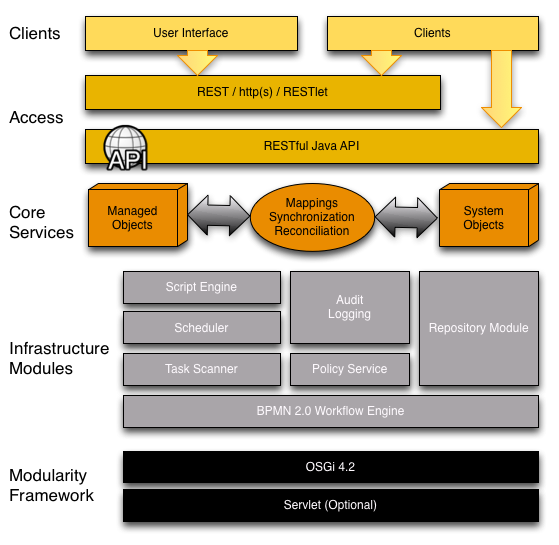 Clients
User Interface
Clients
REST / http(s) / RESTlet
Access
RESTful Java API
API
Core
Services
Managed
Objects
Mappings
Synchronization
Reconciliation
System
Objects
Infrastructure
Modules
Script Engine
Audit
Logging
Repository Module
Scheduler
Task Scanner
Policy Service
BPMN 2.0 Workflow Engine
Modularity
Framework
OSGi 4.2
Servlet (Optional)